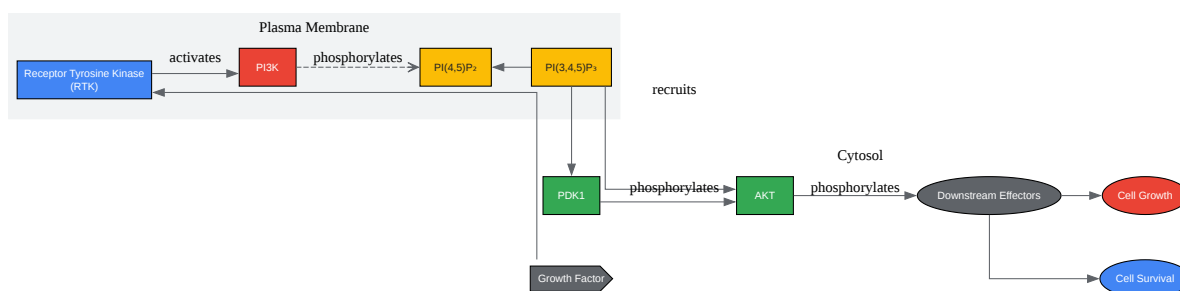 Plasma Membrane
activates
phosphorylates
Receptor Tyrosine Kinase
(RTK)
PI3K
PI(4,5)P₂
PI(3,4,5)P₃
recruits
Cytosol
phosphorylates
phosphorylates
PDK1
AKT
Downstream Effectors
Cell Growth
Growth Factor
Cell Survival